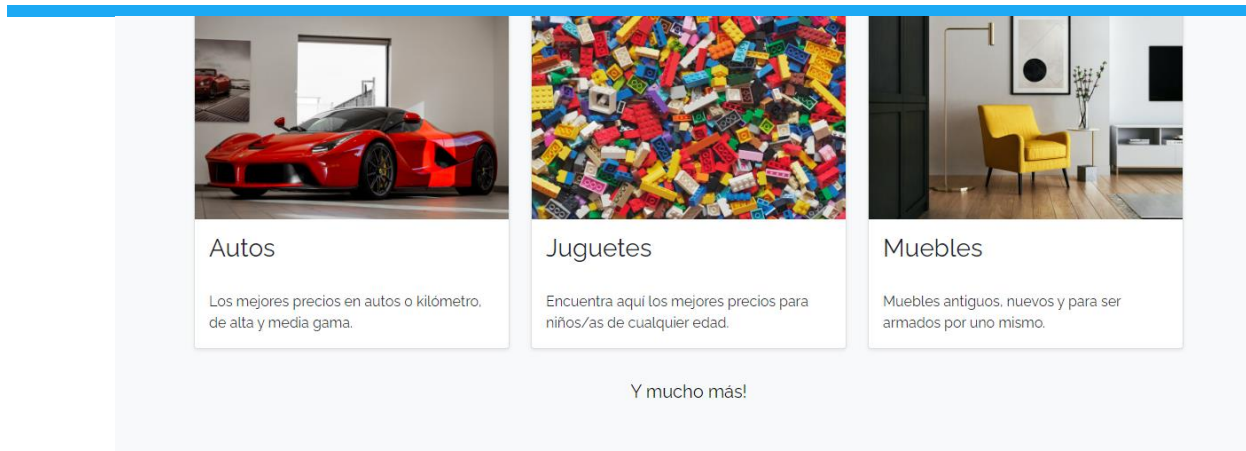 Autos
Los mejores precios en autos o kilómetro,
de alta y media gama.
Juguetes
Encuentra aquí los mejores precios para
niños/as de cualquier edad.
Muebles
Muebles antiguos, nuevos y para ser
armados por uno mismo.
Y mucho más!